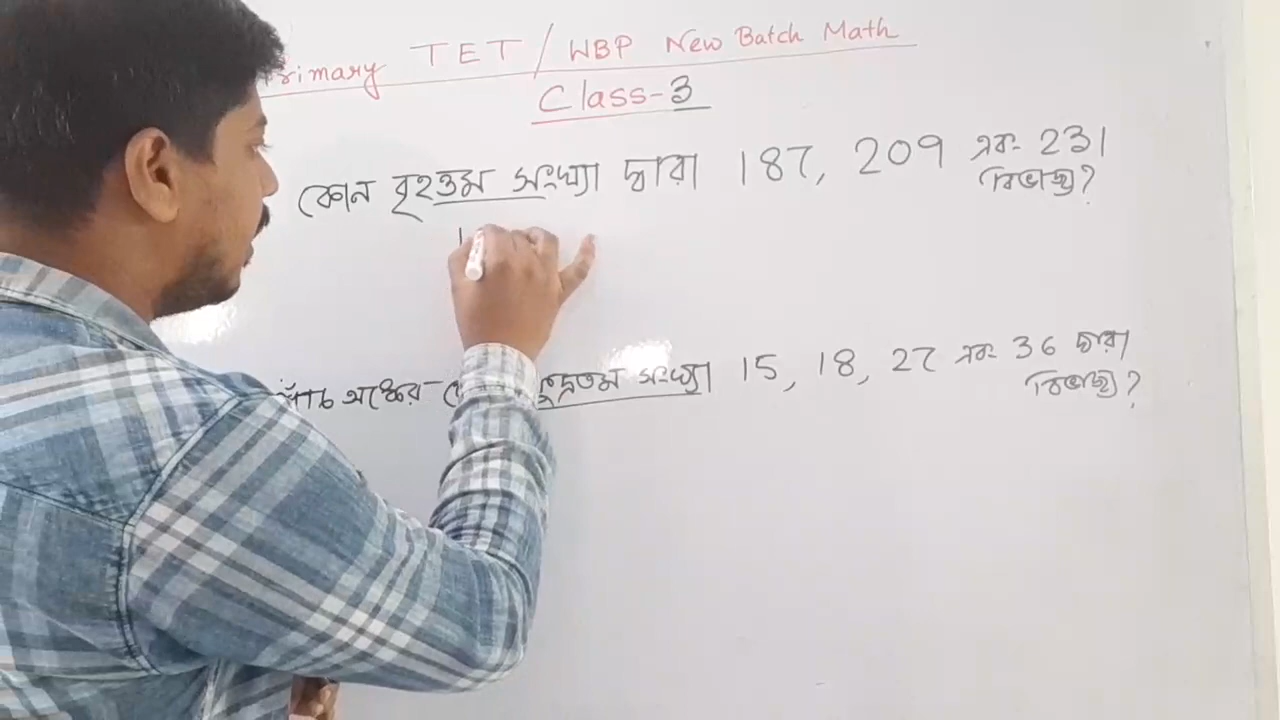 Primary TET / WBP New Batch Math
Class-3
কোন বৃহত্তম সংখ্যা দ্বারা 187, 209 এবং 231
বিভাজ্য?
পাঁচ অঙ্কের ক্ষুদ্রতম সংখ্যা 15, 18, 27 এবং 36 দ্বারা
বিভাজ্য?